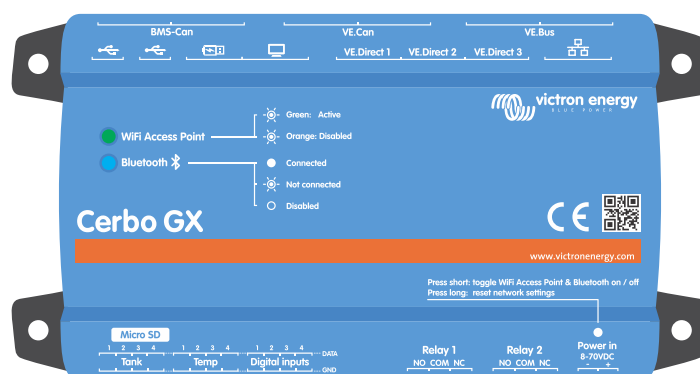 BMS-Can VE.Can VE.Bus
VE.Direct 1 VE.Direct 2 VE.Direct 3
victron energy
BLUE POWER
Green: Active
WiFi Access Point
Orange: Disabled
Bluetooth
Connected
Not connected
Disabled
Cerbo GX
CE
www.victronenergy.com
Press short: toggle WiFi Access Point & Bluetooth on / off
Press long: reset network settings
Micro SD
1 2 3 4 1 2 3 4 1 2 3 4
DATA
Tank Temp Digital inputs
GND
Relay 1 Relay 2
NO COM NC NO COM NC
Power in
8-70VDC
- +